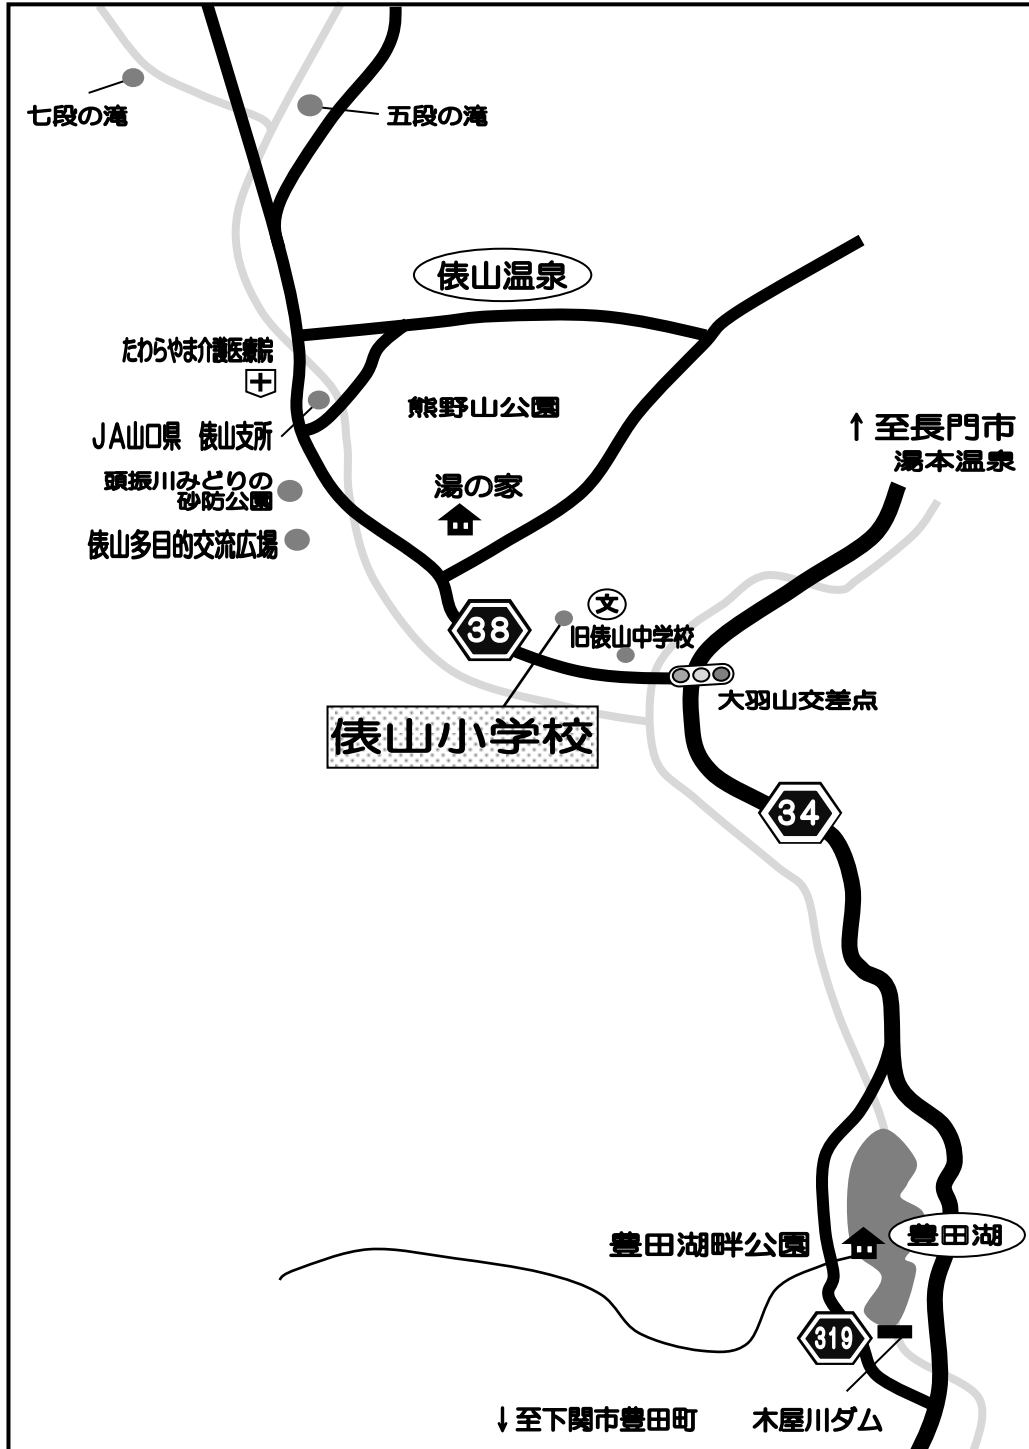 七段の滝
五段の滝
俵山温泉
たわらやま介護医療院
熊野山公園
↑至長門市
湯本温泉
JA山口県 俵山支所
頭振川みどりの
砂防公園
湯の家
俵山多目的交流広場
文
38
旧俵山中学校
大羽山交差点
俵山小学校
34
豊田湖畔公園
豊田湖
319
↓至下関市豊田町
木屋川ダム